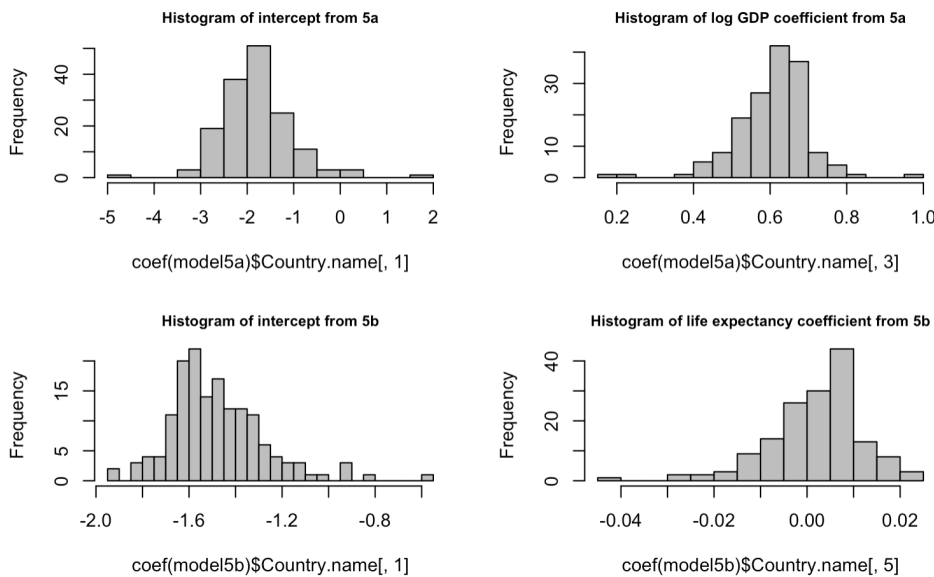 Histogram of intercept from 5a
Frequency
0
20
40
-5 -4 -3 -2 -1 0 1 2
coef(model5a)$Country.name[, 1]
Histogram of log GDP coefficient from 5a
Frequency
0
10
30
0.2 0.4 0.6 0.8 1.0
coef(model5a)$Country.name[, 3]
Histogram of intercept from 5b
Frequency
0
5
15
-2.0 -1.6 -1.2 -0.8
coef(model5b)$Country.name[, 1]
Histogram of life expectancy coefficient from 5b
Frequency
0
20
40
-0.04 -0.02 0.00 0.02
coef(model5b)$Country.name[, 5]